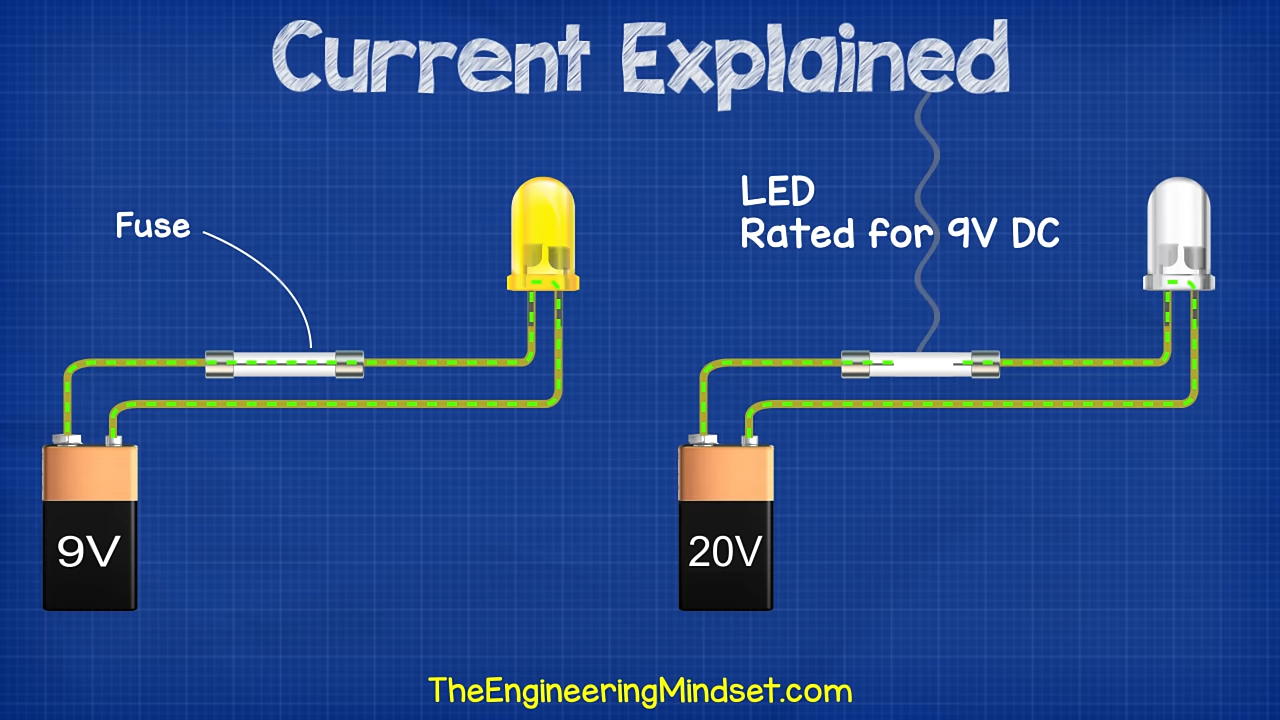 Current Explained
Fuse
LED
Rated for 9V DC
9V
20V
TheEngineeringMindset.com